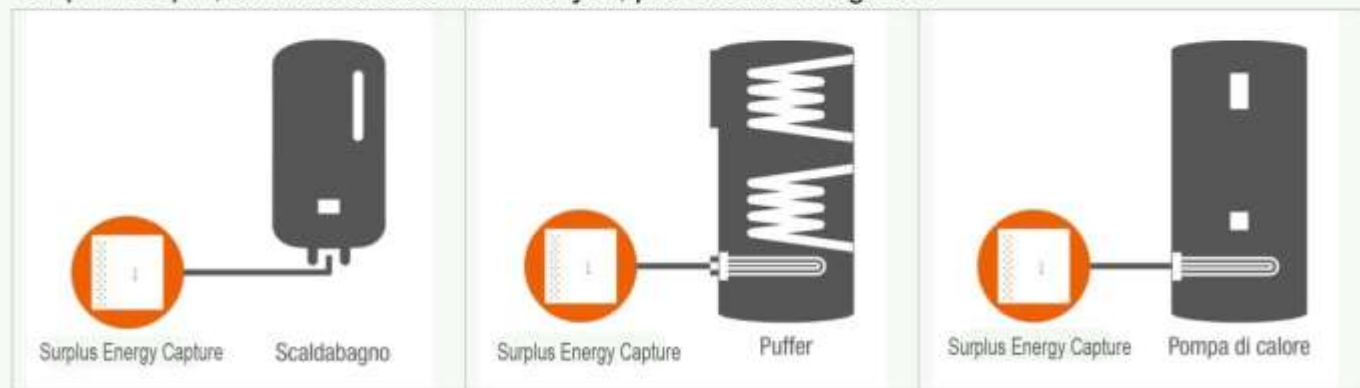 Surplus Energy Capture
Scaldabagno
Surplus Energy Capture
Puffer
Surplus Energy Capture
Pompa di calore